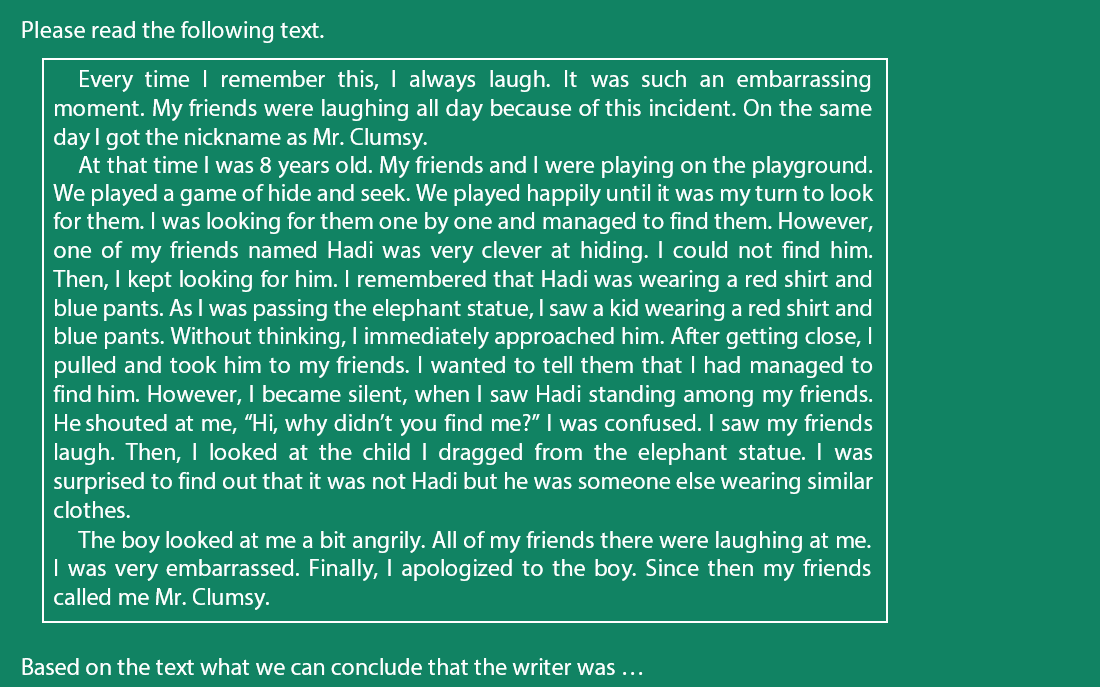 Please read the following text.
Every time I remember this, I always laugh. It was such an embarrassing
moment. My friends were laughing all day because of this incident. On the same
day I got the nickname as Mr. Clumsy.
At that time I was 8 years old. My friends and I were playing on the playground.
We played a game of hide and seek. We played happily until it was my turn to look
for them. I was looking for them one by one and managed to find them. However,
one of my friends named Hadi was very clever at hiding. I could not find him.
Then, I kept looking for him. I remembered that Hadi was wearing a red shirt and
blue pants. As I was passing the elephant statue, I saw a kid wearing a red shirt and
blue pants. Without thinking, I immediately approached him. After getting close, I
pulled and took him to my friends. I wanted to tell them that I had managed to
find him. However, I became silent, when I saw Hadi standing among my friends.
He shouted at me, “Hi, why didn’t you find me?” I was confused. I saw my friends
laugh. Then, I looked at the child I dragged from the elephant statue. I was
surprised to find out that it was not Hadi but he was someone else wearing similar
clothes.
The boy looked at me a bit angrily. All of my friends there were laughing at me.
I was very embarrassed. Finally, I apologized to the boy. Since then my friends
called me Mr. Clumsy.
Based on the text what we can conclude that the writer was …